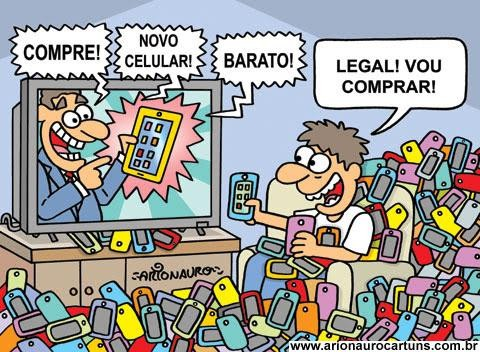 COMPRE!
NOVO
CELULAR!
BARATO!
LEGAL! VOU
COMPRAR!
ARIONAURO
www.arionaurocartuns.com.br